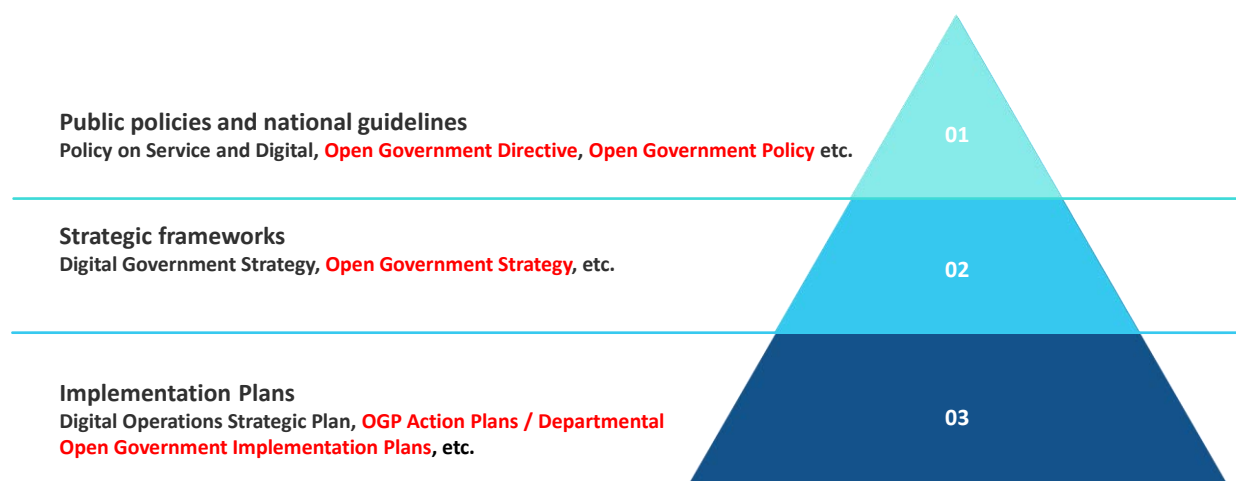 Public policies and national guidelines
Policy on Service and Digital, Open Government Directive, Open Government Policy etc.
01
Strategic frameworks
Digital Government Strategy, Open Government Strategy, etc.
02
Implementation Plans
Digital Operations Strategic Plan, OGP Action Plans / Departmental
Open Government Implementation Plans, etc.
03